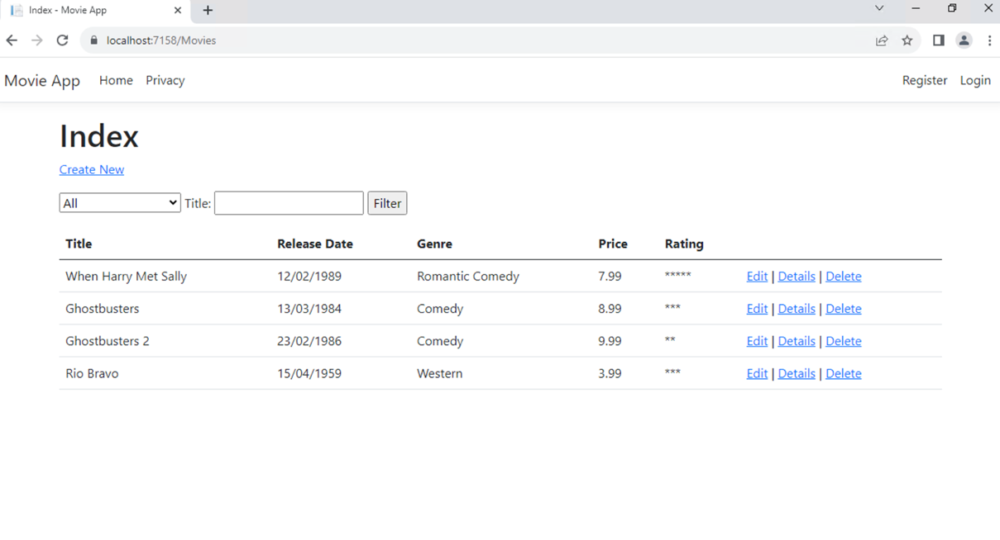 Index - Movie App
localhost:7158/Movies
Movie App Home Privacy Register Login
Index
Create New
All Title: Filter
Title Release Date Genre Price Rating
When Harry Met Sally 12/02/1989 Romantic Comedy 7.99 ***** Edit | Details | Delete
Ghostbusters 13/03/1984 Comedy 8.99 *** Edit | Details | Delete
Ghostbusters 2 23/02/1986 Comedy 9.99 ** Edit | Details | Delete
Rio Bravo 15/04/1959 Western 3.99 *** Edit | Details | Delete